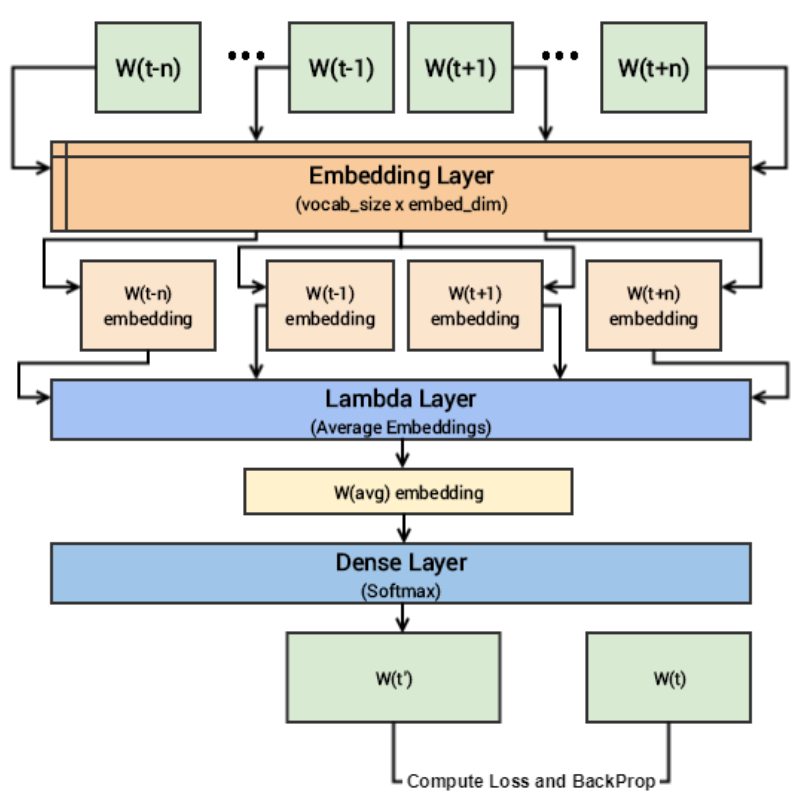 W(t-n) ••• W(t-1) W(t+1) ••• W(t+n)
Embedding Layer
(vocab_size x embed_dim)
W(t-n)
embedding
W(t-1)
embedding
W(t+1)
embedding
W(t+n)
embedding
Lambda Layer
(Average Embeddings)
W(avg) embedding
Dense Layer
(Softmax)
W(t')
W(t)
Compute Loss and BackProp